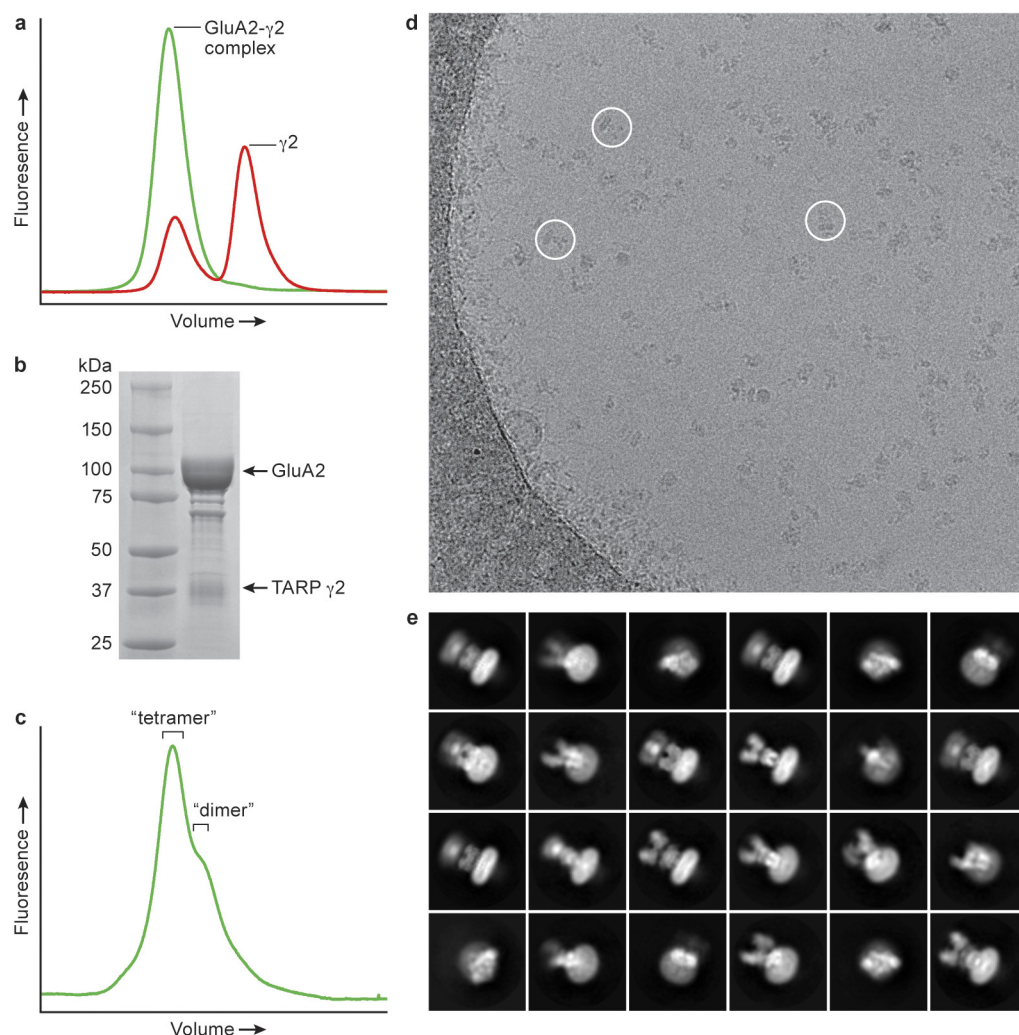 a
GluA2-γ2
complex
γ2
Fluoresence
Volume
b
kDa
250
150
100
75
50
37
25
GluA2
TARP γ2
c
“tetramer”
“dimer”
Fluoresence
Volume
d
e